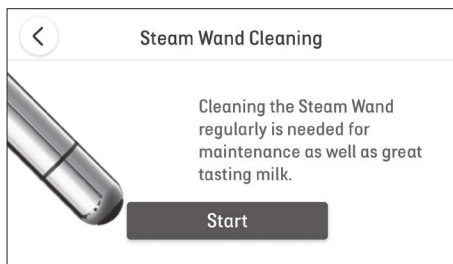 Steam Wand Cleaning
Cleaning the Steam Wand
regularly is needed for
maintenance as well as great
tasting milk.
Start